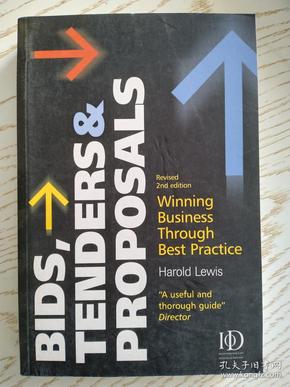 BIDS,
TENDERS &
PROPOSALS
Revised
2nd edition
Winning
Business
Through
Best Practice
Harold Lewis
"A useful and
thorough guide"
Director
IOD
孔夫子旧书网